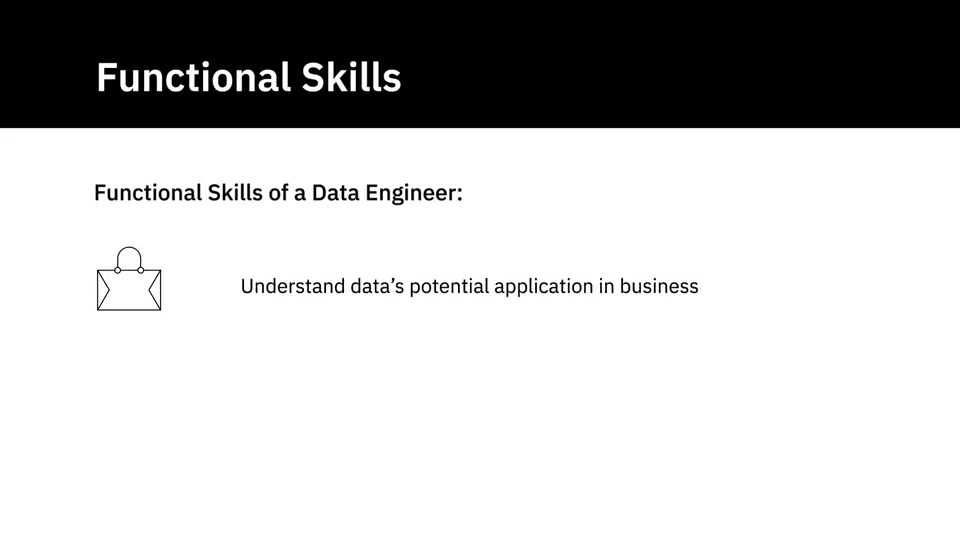 Functional Skills
Functional Skills of a Data Engineer:
Understand data’s potential application in business